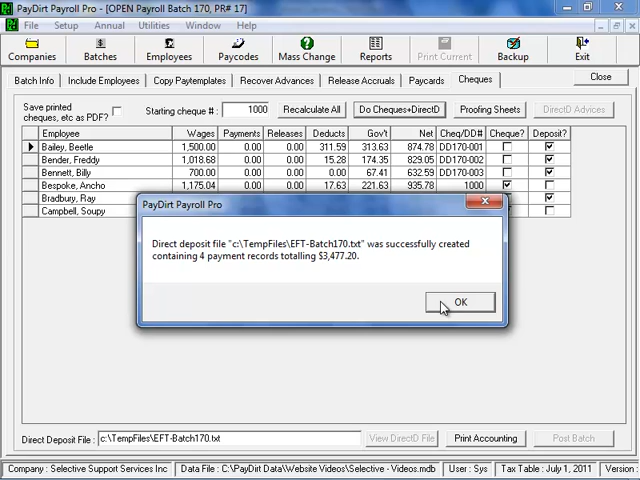 PayDirt Payroll Pro - [OPEN Payroll Batch 170, PR# 17]
File Setup Annual Utilities Window Help
Companies Batches Employees Paycodes Mass Change Reports Print Current Backup Exit
Batch Info Include Employees Copy Paytemplates Recover Advances Release Accruals Paycards Cheques Close
Save printed
cheques, etc as PDF? Starting cheque # : 1000 Recalculate All Do Cheques+DirectD Proofing Sheets DirectD Advices
Employee Wages Payments Releases Deducts Gov't Net Cheq/DD# Cheque? Deposit?
Bailey, Beetle 1,500.00 0.00 0.00 311.59 313.63 874.78 DD170-001
Bender, Freddy 1,018.68 0.00 0.00 15.28 174.35 829.05 DD170-002
Bennett, Billy 700.00 0.00 0.00 0.00 67.41 632.59 DD170-003
Bespoke, Ancho 1,175.04 0.00 0.00 17.63 221.63 935.78 1000
Bradbury, Ray
Campbell, Soupy
PayDirt Payroll Pro
Direct deposit file "c:\TempFiles\EFT-Batch170.txt" was successfully created
containing 4 payment records totalling $3,477.20.
OK
Direct Deposit File : c:\TempFiles\EFT-Batch170.txt View DirectD File Print Accounting Post Batch
Company : Selective Support Services Inc Data File : C:\PayDirt Data\Website Videos\Selective - Videos.mdb User : Sys Tax Table : July 1, 2011 Version :